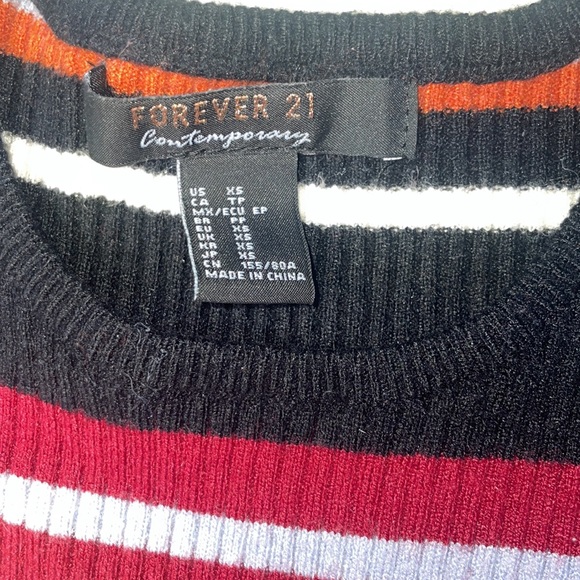 FOREVER 21
Contemporary
US XS
CA TP
MX/ECU EP
BR PP
EU XS
UK XS
KR XS
JP XS
CN 155/80A
MADE IN CHINA